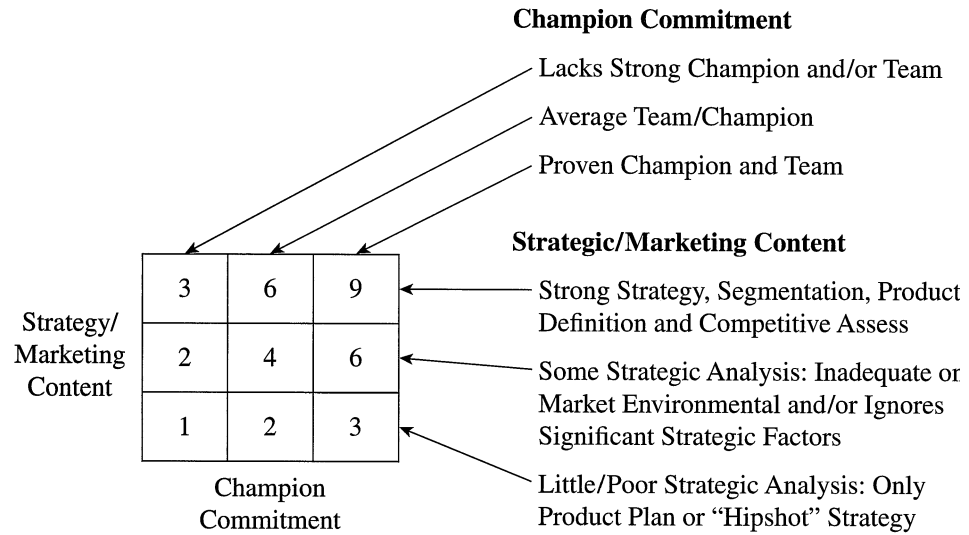 Champion Commitment
Lacks Strong Champion and/or Team
Average Team/Champion
Proven Champion and Team
Strategic/Marketing Content
Strong Strategy, Segmentation, Product
Definition and Competitive Assess
Some Strategic Analysis: Inadequate on
Market Environmental and/or Ignores
Significant Strategic Factors
Little/Poor Strategic Analysis: Only
Product Plan or “Hipshot” Strategy
Strategy/
Marketing
Content
3 6 9
2 4 6
1 2 3
Champion
Commitment